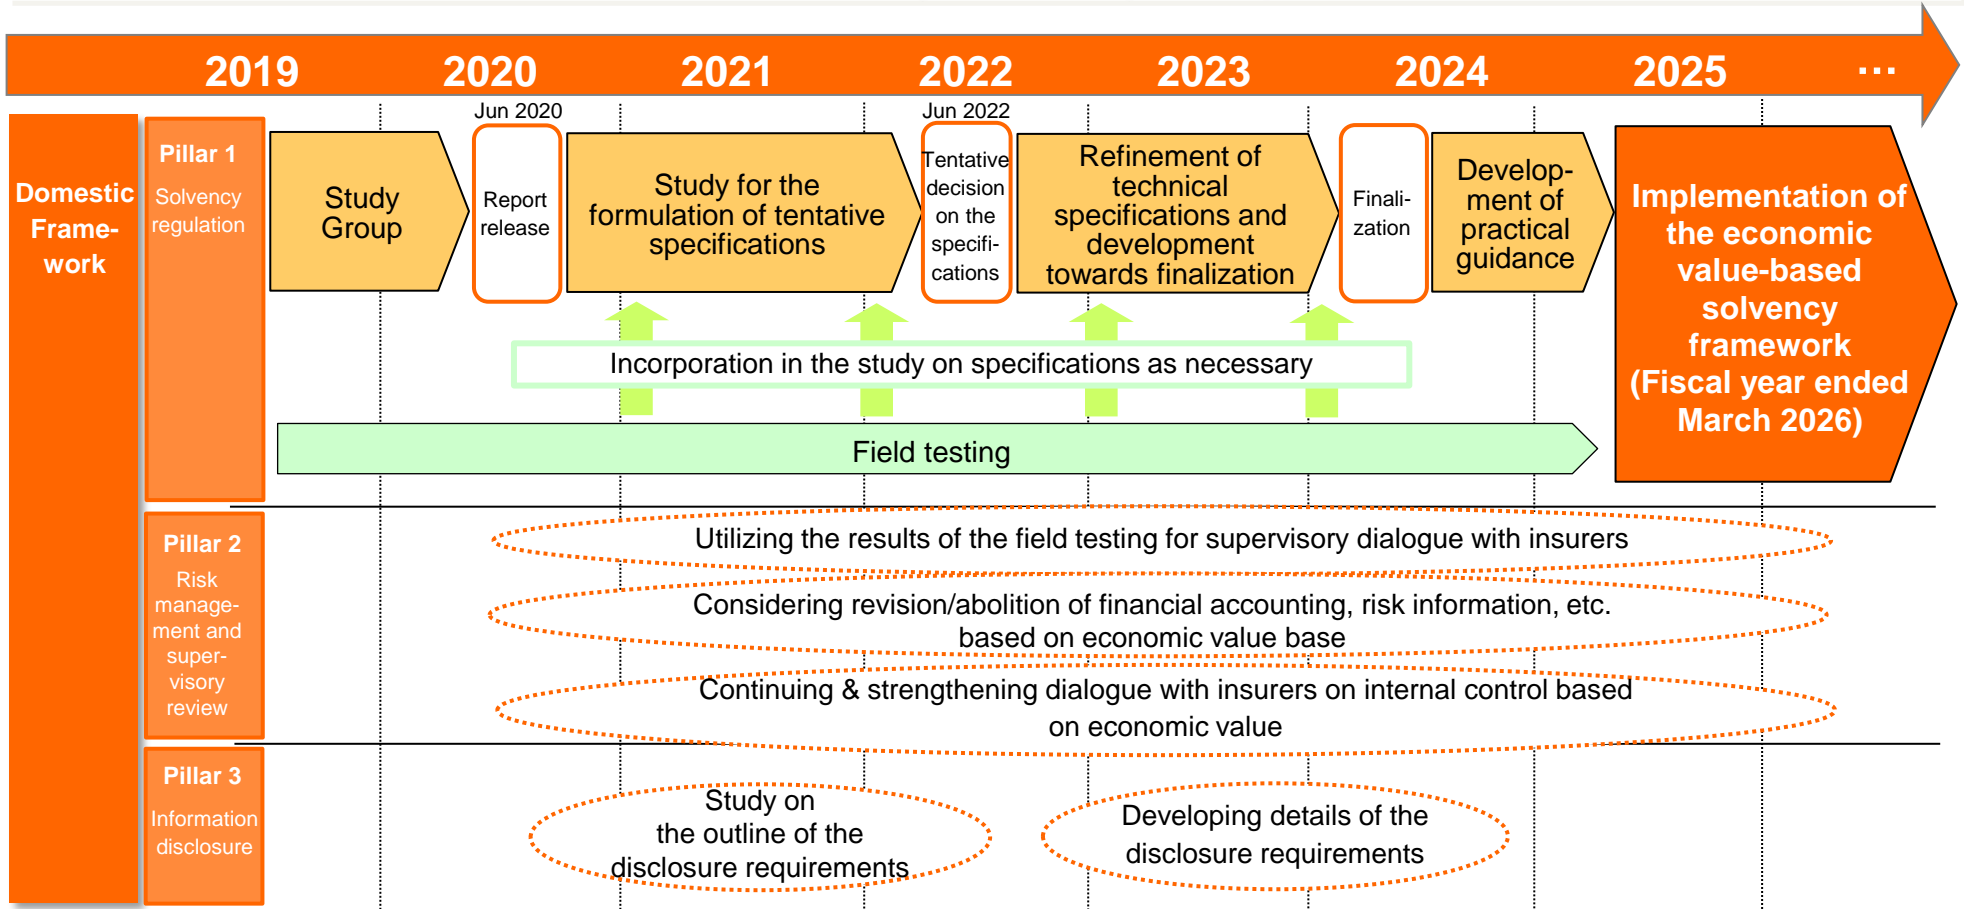 2019 2020 2021 2022 2023 2024 2025 ...
Jun 2020
Jun 2022
Domestic
Frame-
work
Pillar 1
Solvency
regulation
Study
Group
Report
release
Study for the
formulation of tentative
specifications
Tentative
decision
on the
specifi-
cations
Refinement of
technical
specifications and
development
towards finalization
Finali-
zation
Develop-
ment of
practical
guidance
Implementation of
the economic
value-based
solvency
framework
(Fiscal year ended
March 2026)
Incorporation in the study on specifications as necessary
Field testing
Pillar 2
Risk
manage-
ment and
super-
visory
review
Utilizing the results of the field testing for supervisory dialogue with insurers
Considering revision/abolition of financial accounting, risk information, etc.
based on economic value base
Continuing & strengthening dialogue with insurers on internal control based
on economic value
Pillar 3
Information
disclosure
Study on
the outline of the
disclosure requirements
Developing details of the
disclosure requirements